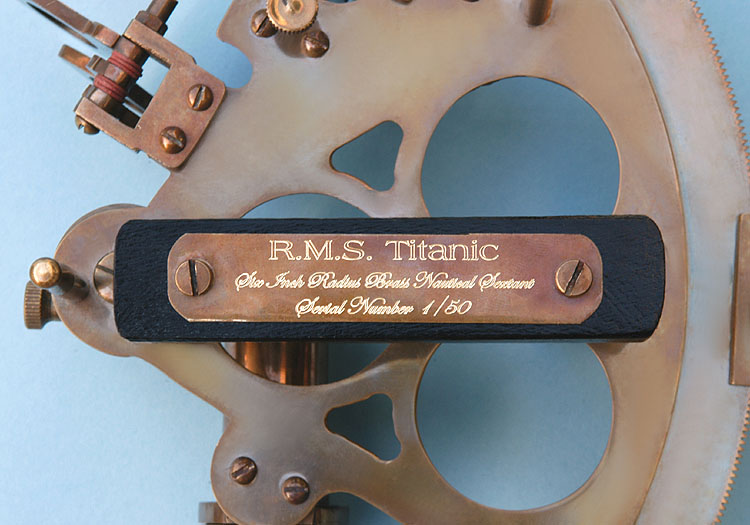 R.M.S. Titanic
Six Inch Radius Brass Nautical Sextant
Serial Number 1/50